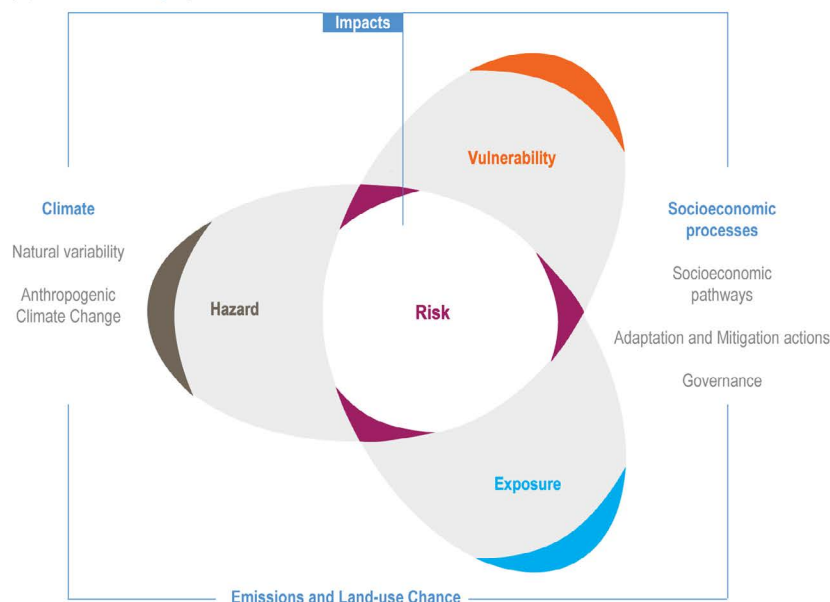 Impacts
Vulnerability
Climate
Natural variability
Anthropogenic
Climate Change
Hazard
Risk
Socioeconomic
processes
Socioeconomic
pathways
Adaptation and Mitigation actions
Governance
Exposure
Emissions and Land-use Chance